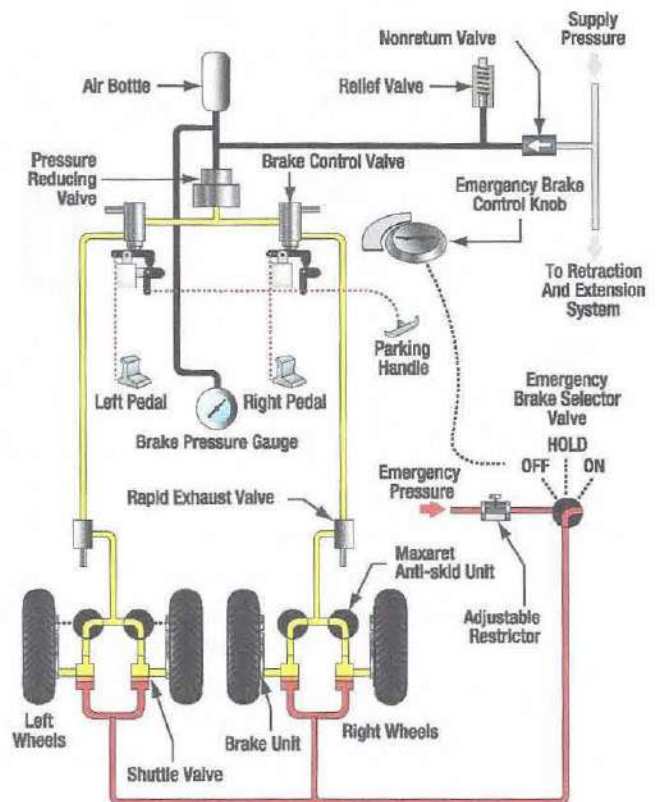 Supply
Pressure
Nonreturn Valve
Air Bottle
Relief Valve
Pressure
Reducing
Valve
Brake Control Valve
Emergency Brake
Control Knob
To Retraction
And Extension
System
Parking
Handle
Left Pedal
Right Pedal
Brake Pressure Gauge
Emergency
Brake Selector
Valve
HOLD
OFF
ON
Emergency
Pressure
Rapid Exhaust Valve
Maxaret
Anti-skid Unit
Adjustable
Restrictor
Left
Wheels
Brake Unit
Right Wheels
Shuttle Valve